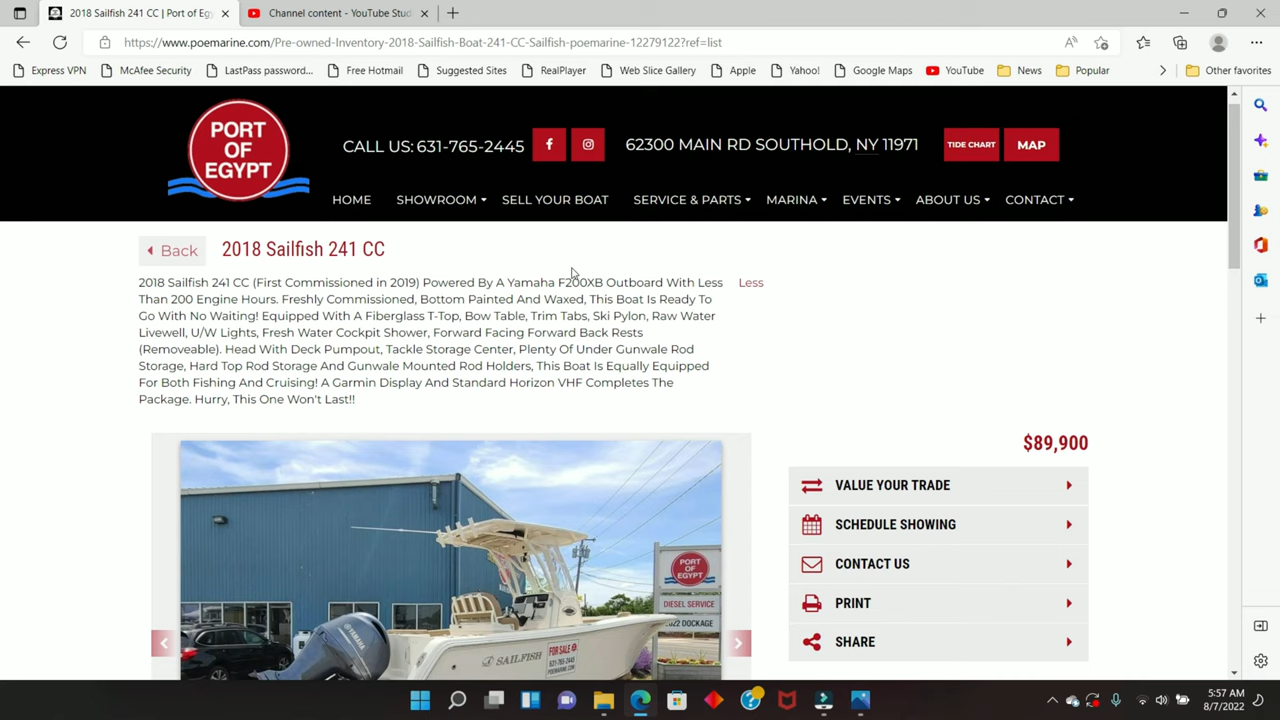 2018 Sailfish 241 CC | Port of Eg
Channel content - YouTube Stud
https://www.poemarine.com/Pre-owned-Inventory-2018-Sailfish-Boat-241-CC-Sailfish-poemarine-12279122?ref=list
Express VPN
McAfee Security
LastPass password...
Free Hotmail
Suggested Sites
RealPlayer
Web Slice Gallery
Apple
Yahoo!
Google Maps
YouTube
News
Popular
Other favorites
PORT
OF
EGYPT
CALL US: 631-765-2445
62300 MAIN RD SOUTHOLD, NY 11971
TIDE CHART
MAP
HOME
SHOWROOM
SELL YOUR BOAT
SERVICE & PARTS
MARINA
EVENTS
ABOUT US
CONTACT
Back
2018 Sailfish 241 CC
2018 Sailfish 241 CC (First Commissioned in 2019) Powered By A Yamaha F200XB Outboard With Less
Than 200 Engine Hours. Freshly Commissioned, Bottom Painted And Waxed, This Boat Is Ready To
Go With No Waiting! Equipped With A Fiberglass T-Top, Bow Table, Trim Tabs, Ski Pylon, Raw Water
Livewell, U/W Lights, Fresh Water Cockpit Shower, Forward Facing Forward Back Rests
(Removeable). Head With Deck Pumpout, Tackle Storage Center, Plenty Of Under Gunwale Rod
Storage, Hard Top Rod Storage And Gunwale Mounted Rod Holders, This Boat Is Equally Equipped
For Both Fishing And Cruising! A Garmin Display And Standard Horizon VHF Completes The
Package. Hurry, This One Won't Last!!
Less
$89,900
VALUE YOUR TRADE
SCHEDULE SHOWING
CONTACT US
PRINT
SHARE
PORT
OF
EGYPT
DIESEL SERVICE
2022 DOCKAGE
YAMAHA
SAILFISH
FOR SALE
631-765-2445
POEMARINE.COM
5:57 AM
8/7/2022